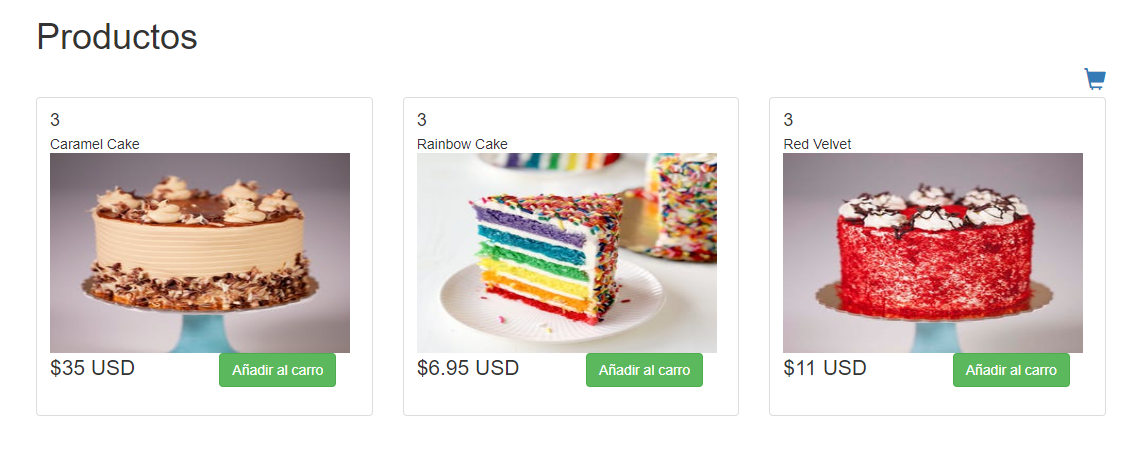 Productos
3
Caramel Cake
$35 USD
Añadir al carro
3
Rainbow Cake
$6.95 USD
Añadir al carro
3
Red Velvet
$11 USD
Añadir al carro